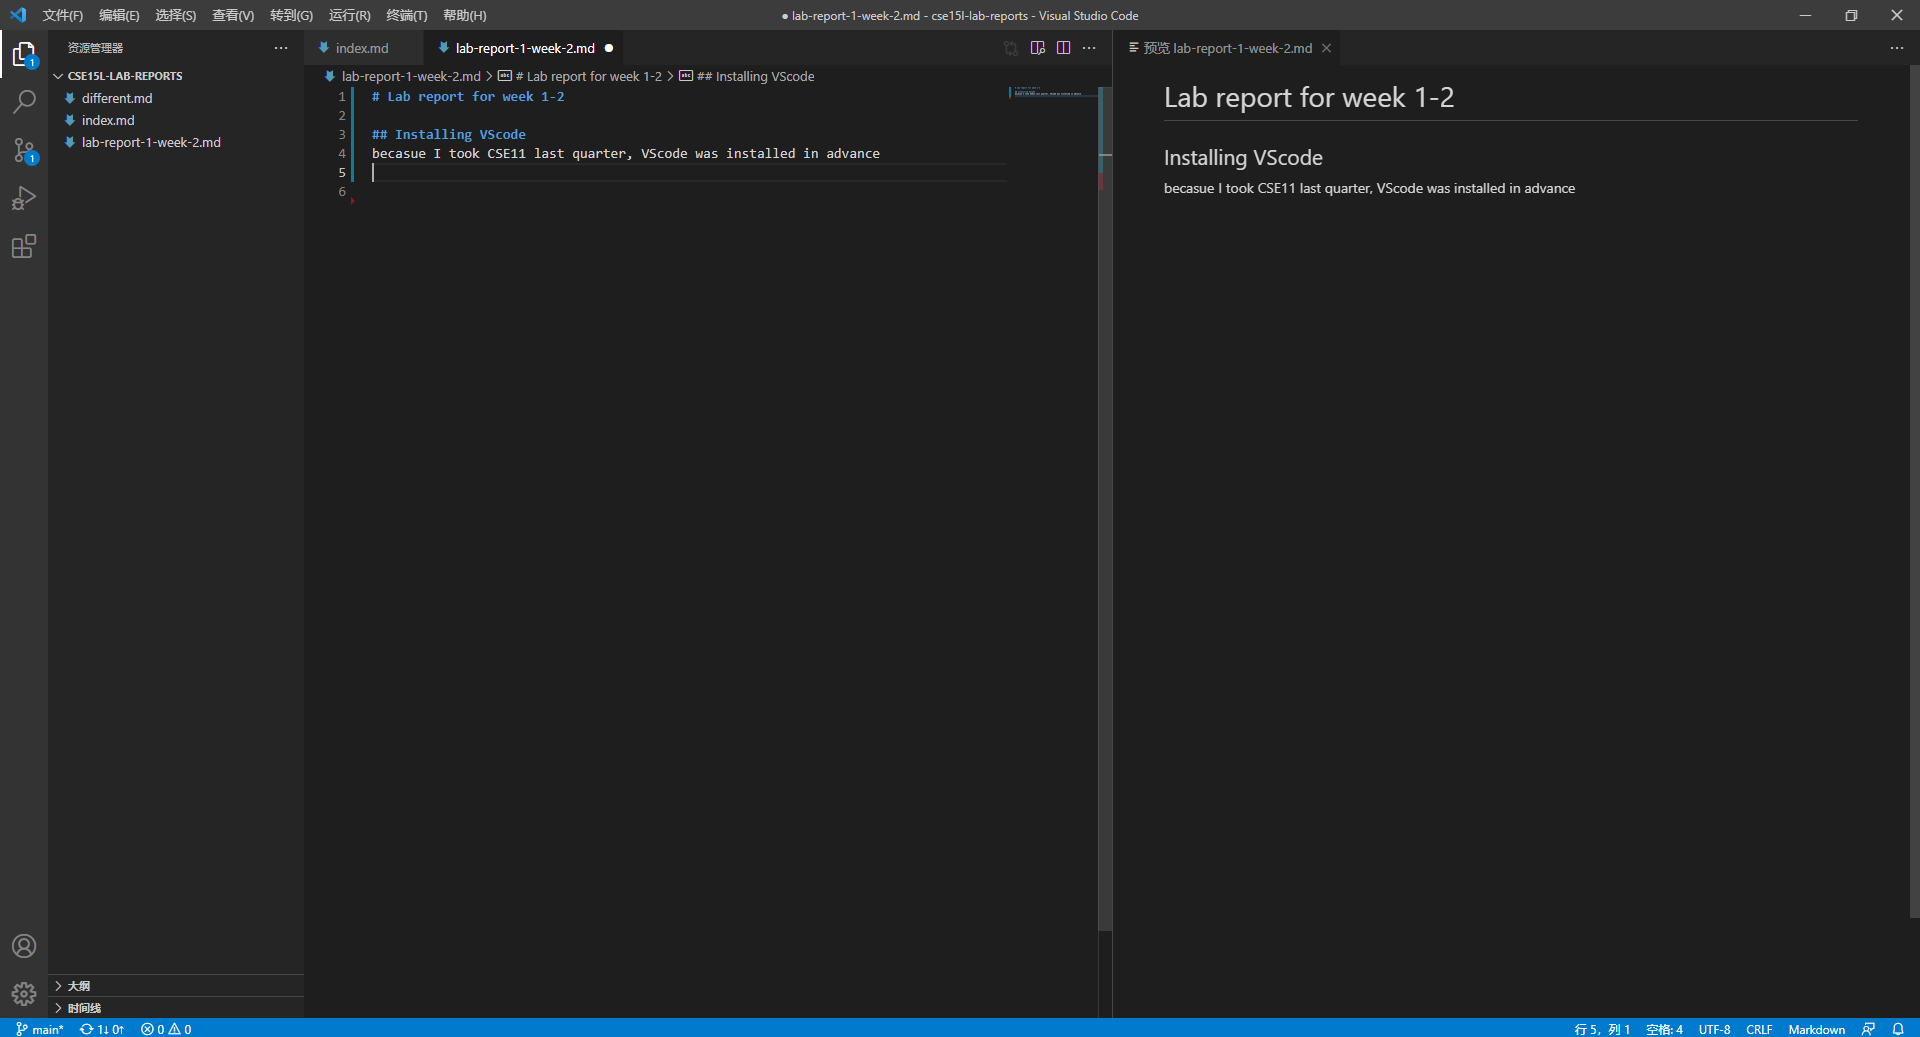 文件(F) 编辑(E) 选择(S) 查看(V) 转到(G) 运行(R) 终端(T) 帮助(H)
● lab-report-1-week-2.md - cse15l-lab-reports - Visual Studio Code
资源管理器
CSE15L-LAB-REPORTS
different.md
index.md
lab-report-1-week-2.md
大纲
时间线
1
1
index.md
lab-report-1-week-2.md ●
lab-report-1-week-2.md > # Lab report for week 1-2 > ## Installing VScode
1 # Lab report for week 1-2
2
3 ## Installing VScode
4 becasue I took CSE11 last quarter, VScode was installed in advance
5
6
预览 lab-report-1-week-2.md
Lab report for week 1-2
Installing VScode
becasue I took CSE11 last quarter, VScode was installed in advance
main* 1↓ 0↑ 0 0
行 5，列 1 空格: 4 UTF-8 CRLF Markdown